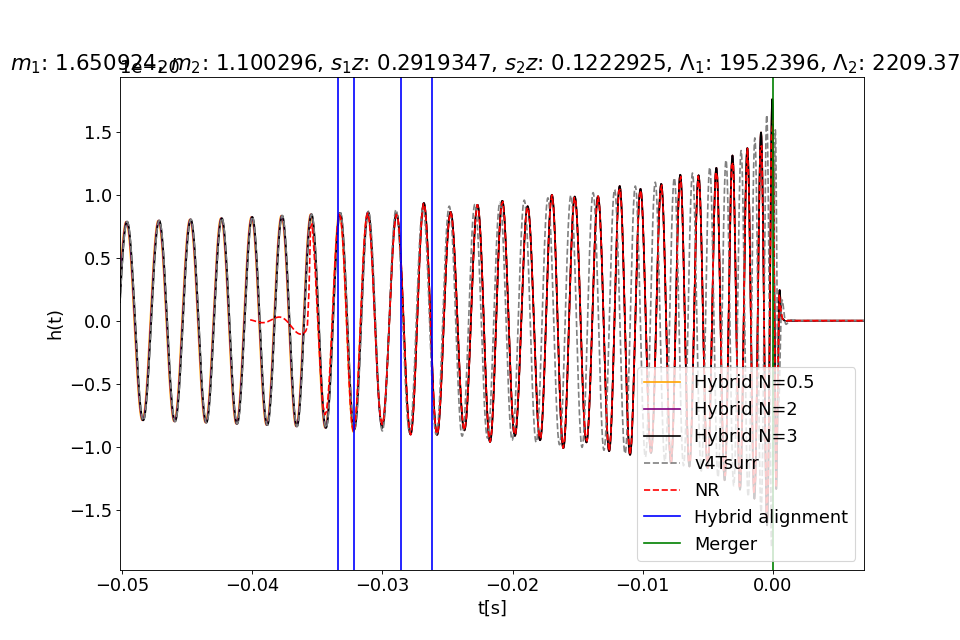 m₁: 1.650924, m₂: 1.100296, s₁z: 0.2919347, s₂z: 0.1222925, Λ₁: 195.2396, Λ₂: 2209.37
1e−20
1.5
1.0
0.5
0.0
−0.5
−1.0
−1.5
h(t)
Hybrid N=0.5
Hybrid N=2
Hybrid N=3
v4Tsurr
NR
Hybrid alignment
Merger
−0.05 −0.04 −0.03 −0.02 −0.01 0.00
t[s]